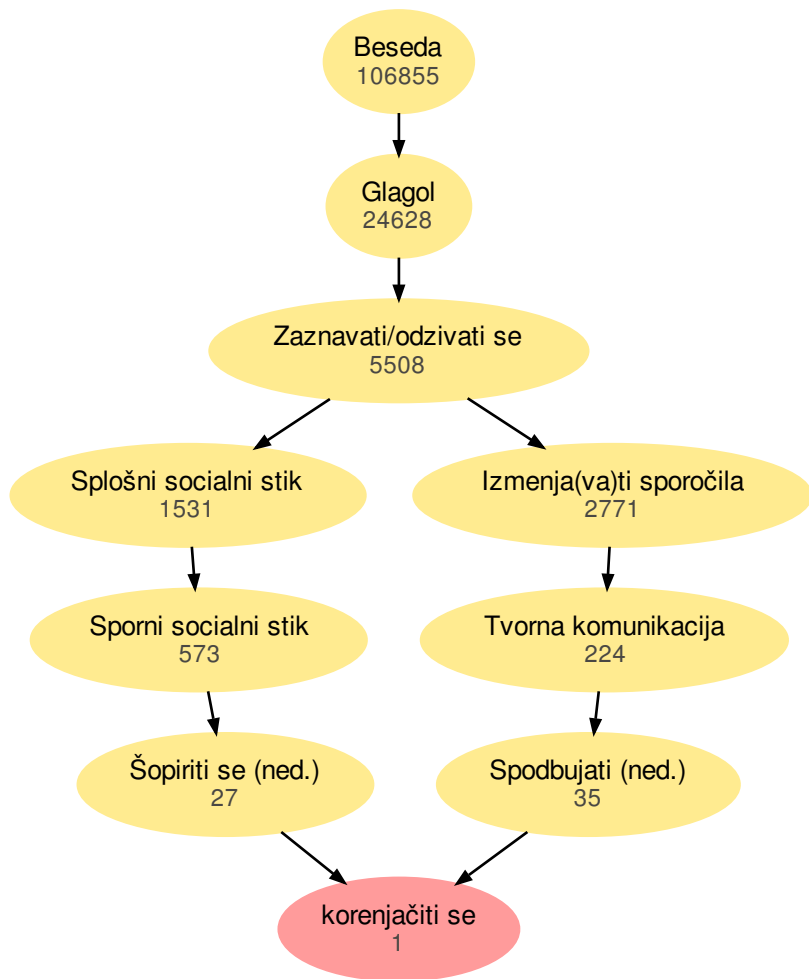 Beseda
106855
Glagol
24628
Zaznavati/odzivati se
5508
Splošni socialni stik
1531
Izmenja(va)ti sporočila
2771
Sporni socialni stik
573
Tvorna komunikacija
224
Šopiriti se (ned.)
27
Spodbujati (ned.)
35
korenjačiti se
1